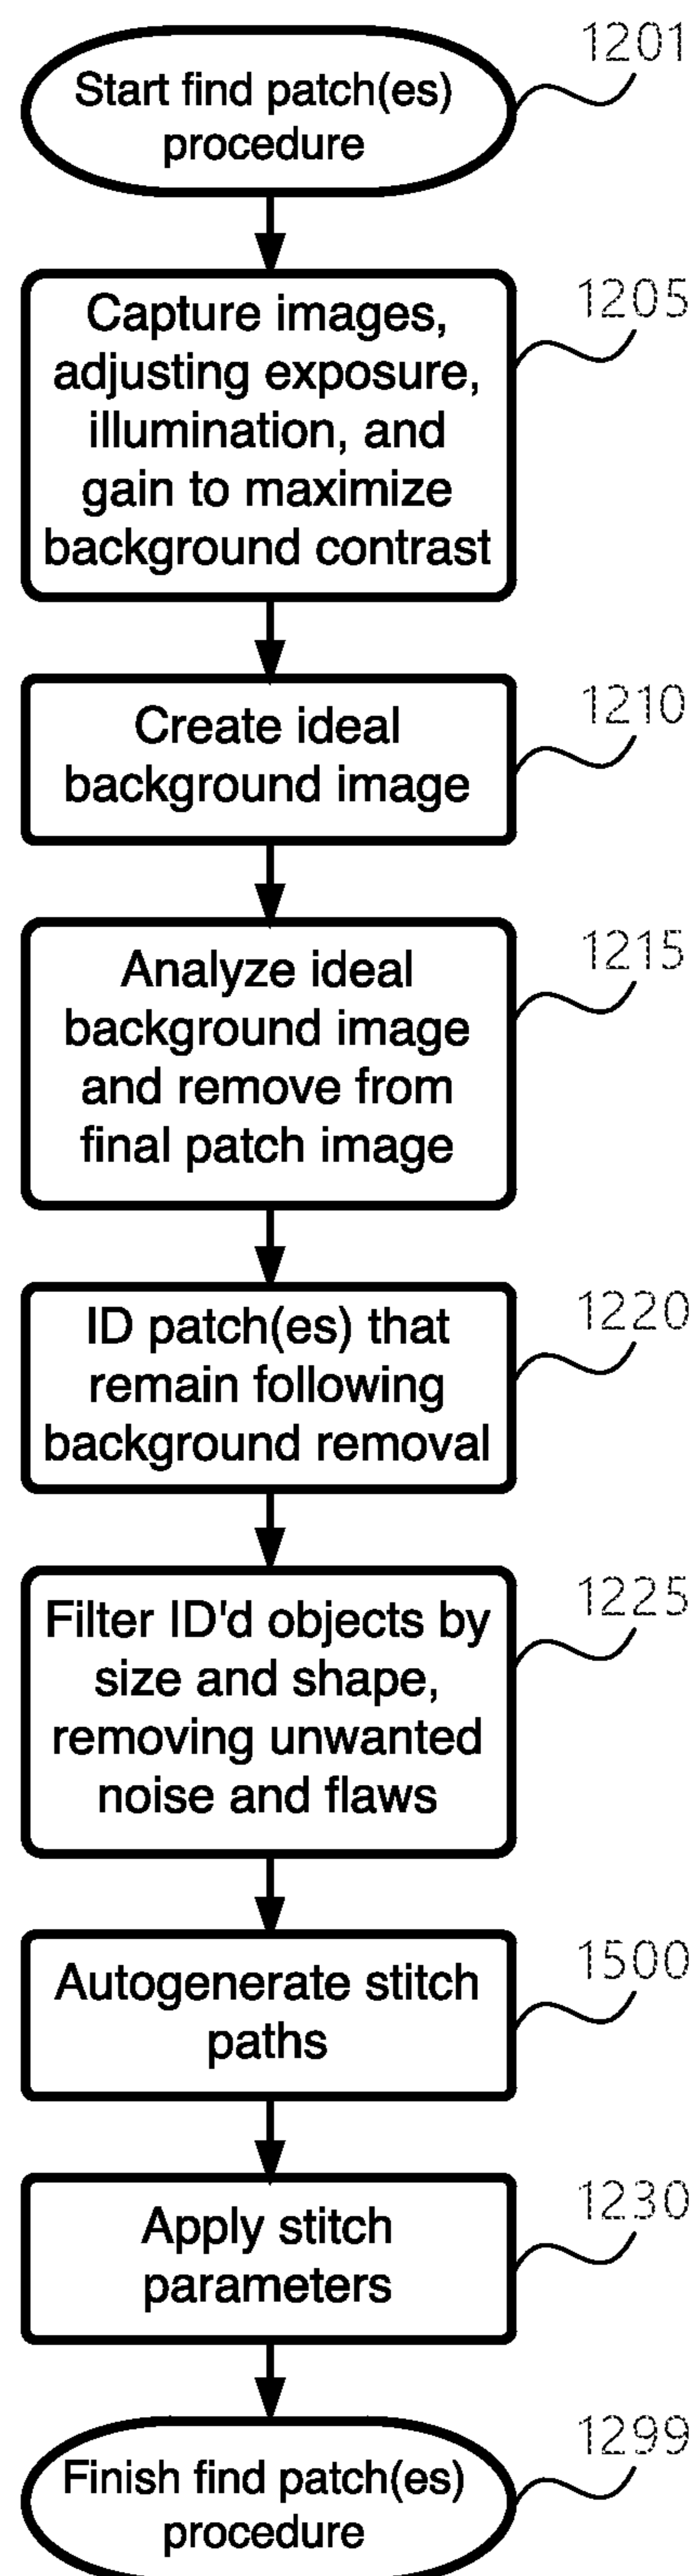 1201
Start find patch(es)
procedure
1205
Capture images,
adjusting exposure,
illumination, and
gain to maximize
background contrast
1210
Create ideal
background image
1215
Analyze ideal
background image
and remove from
final patch image
1220
ID patch(es) that
remain following
background removal
1225
Filter ID'd objects by
size and shape,
removing unwanted
noise and flaws
1500
Autogenerate stitch
paths
1230
Apply stitch
parameters
1299
Finish find patch(es)
procedure